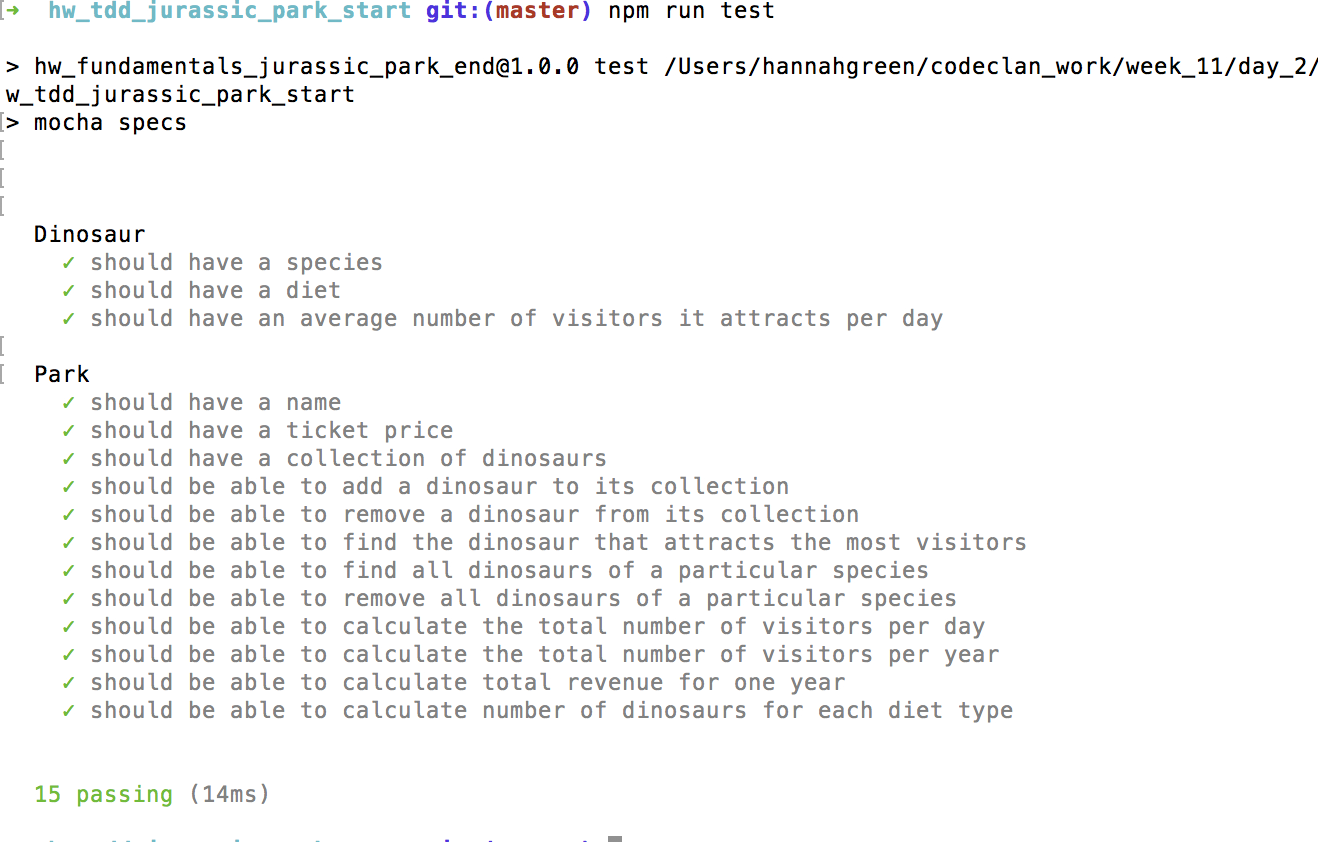 ➜ hw_tdd_jurassic_park_start git:(master) npm run test
> hw_fundamentals_jurassic_park_end@1.0.0 test /Users/hannahgreen/codeclan_work/week_11/day_2/
w_tdd_jurassic_park_start
> mocha specs
Dinosaur
✓ should have a species
✓ should have a diet
✓ should have an average number of visitors it attracts per day
Park
✓ should have a name
✓ should have a ticket price
✓ should have a collection of dinosaurs
✓ should be able to add a dinosaur to its collection
✓ should be able to remove a dinosaur from its collection
✓ should be able to find the dinosaur that attracts the most visitors
✓ should be able to find all dinosaurs of a particular species
✓ should be able to remove all dinosaurs of a particular species
✓ should be able to calculate the total number of visitors per day
✓ should be able to calculate the total number of visitors per year
✓ should be able to calculate total revenue for one year
✓ should be able to calculate number of dinosaurs for each diet type
15 passing (14ms)